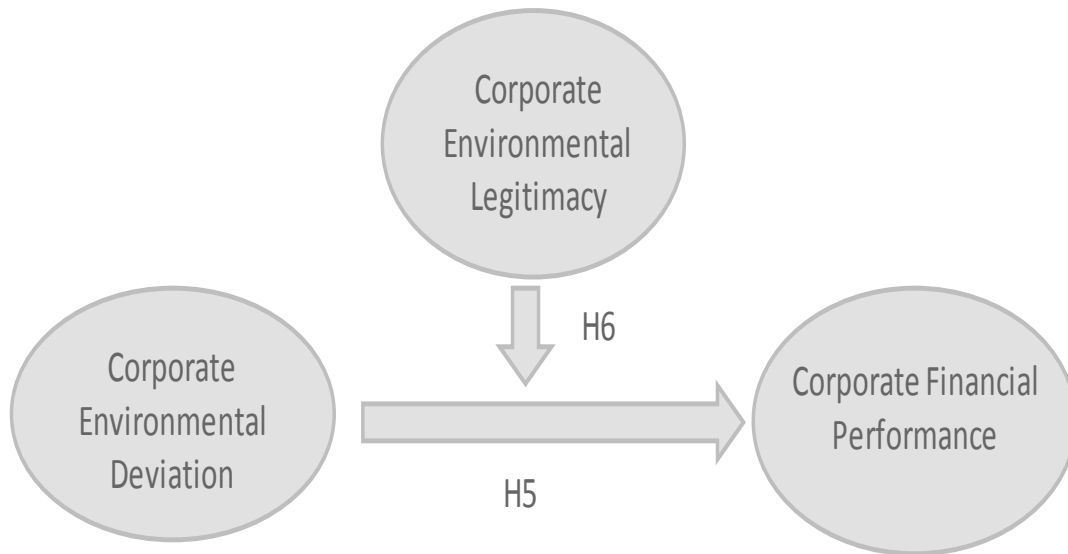 Corporate
Environmental
Legitimacy
H6
Corporate
Environmental
Deviation
Corporate Financial
Performance
H5